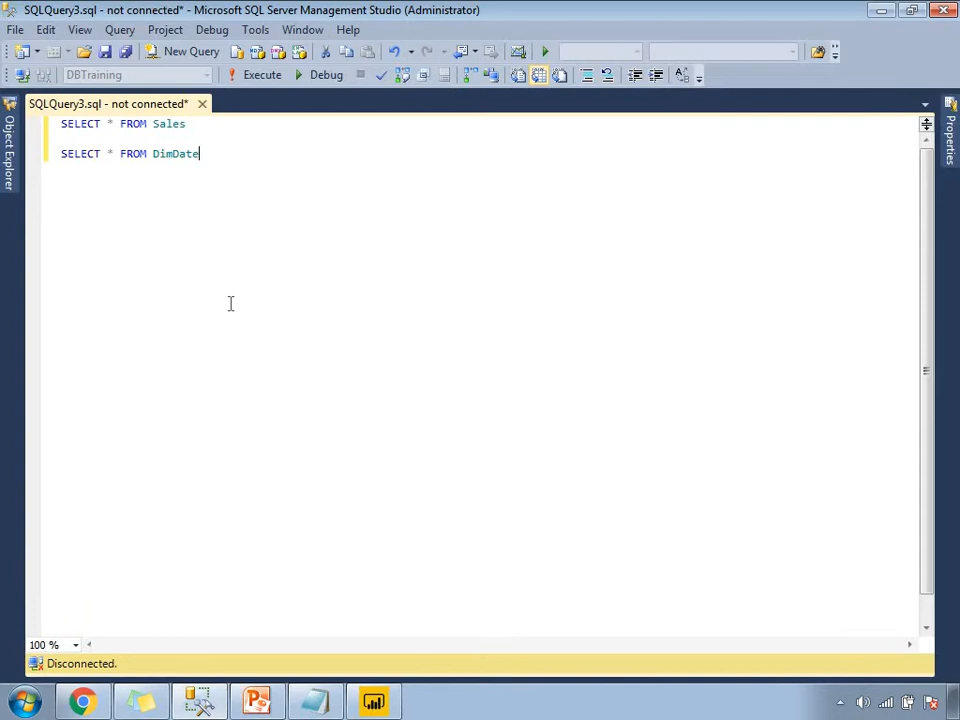 SQLQuery3.sql - not connected* - Microsoft SQL Server Management Studio (Administrator)
File Edit View Query Project Debug Tools Window Help
New Query
DBTraining Execute Debug
SQLQuery3.sql - not connected*
Object Explorer
Properties
SELECT * FROM Sales
SELECT * FROM DimDate
100 %
Disconnected.